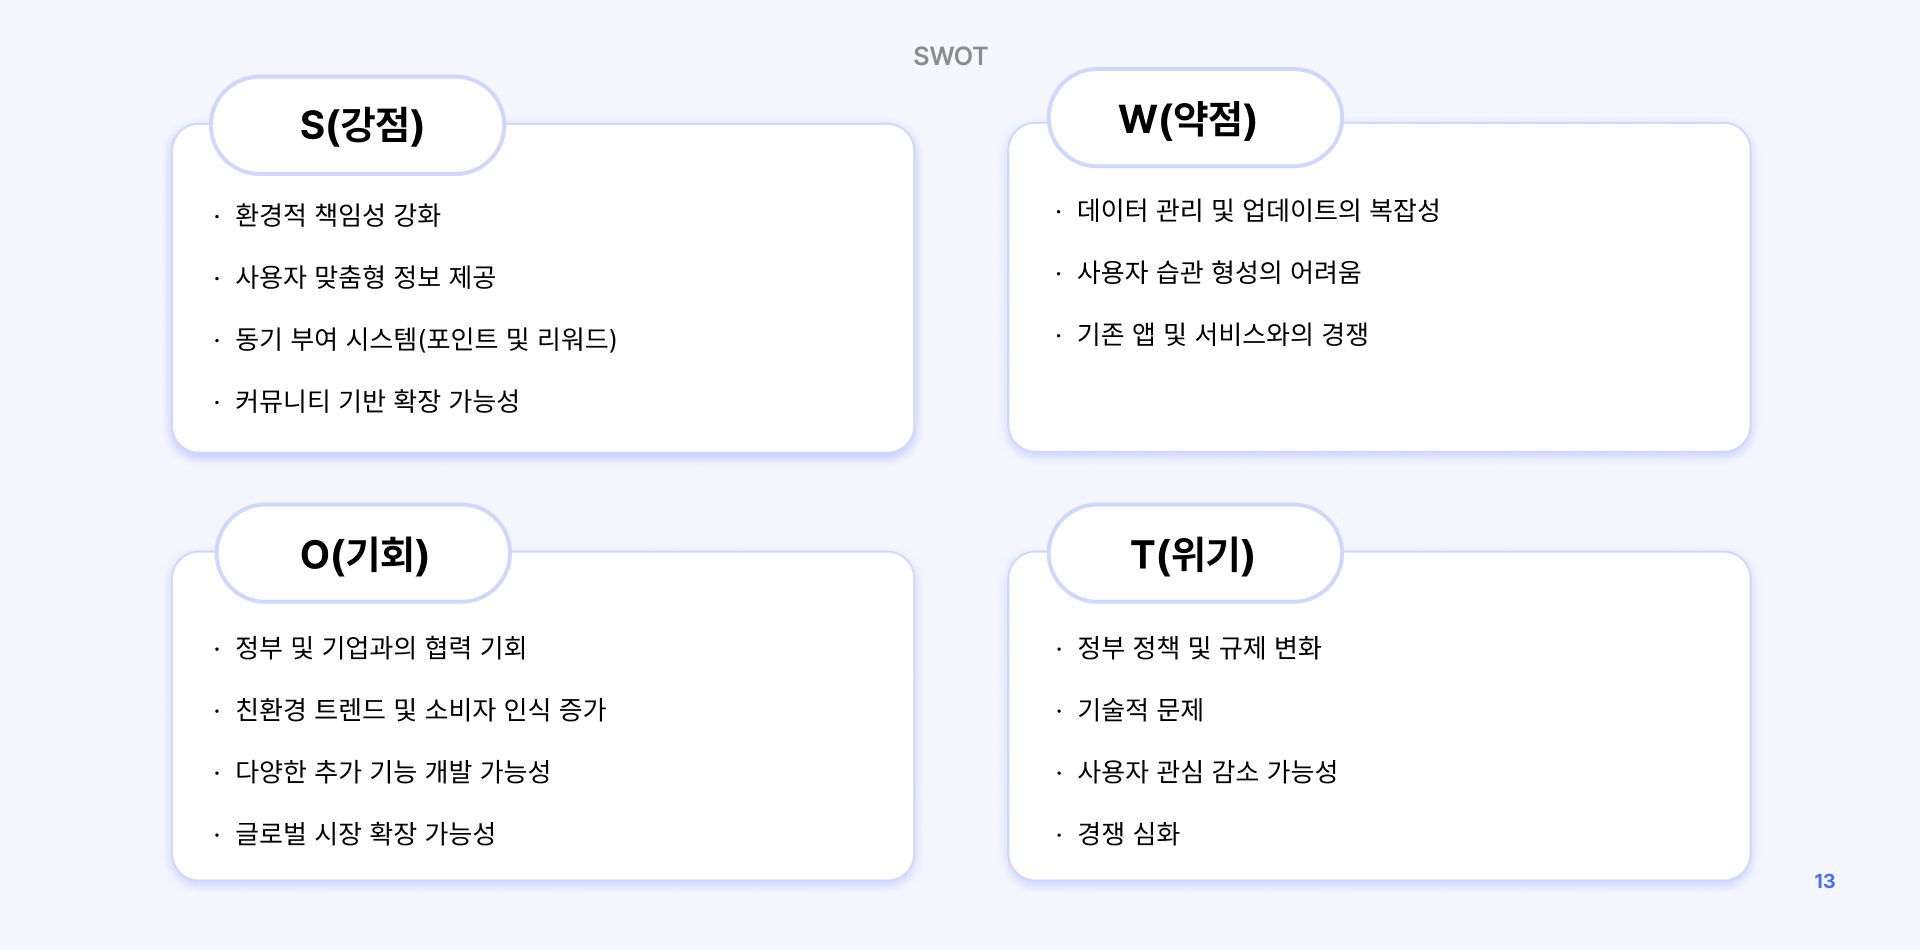 SWOT
S(강점)
· 환경적 책임성 강화
· 사용자 맞춤형 정보 제공
· 동기 부여 시스템(포인트 및 리워드)
· 커뮤니티 기반 확장 가능성
W(약점)
· 데이터 관리 및 업데이트의 복잡성
· 사용자 습관 형성의 어려움
· 기존 앱 및 서비스와의 경쟁
O(기회)
· 정부 및 기업과의 협력 기회
· 친환경 트렌드 및 소비자 인식 증가
· 다양한 추가 기능 개발 가능성
· 글로벌 시장 확장 가능성
T(위기)
· 정부 정책 및 규제 변화
· 기술적 문제
· 사용자 관심 감소 가능성
· 경쟁 심화
13